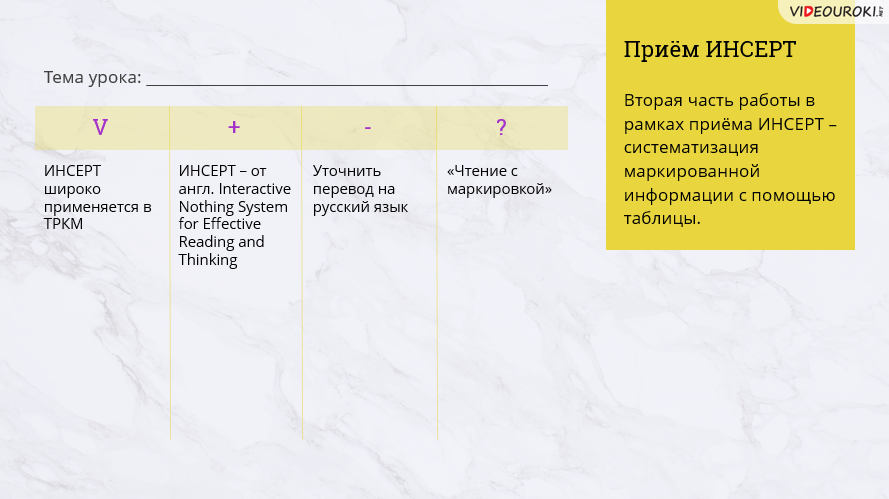 VIDEOUROKI.NET
Приём ИНСЕРТ
Вторая часть работы в
рамках приёма ИНСЕРТ –
систематизация
маркированной
информации с помощью
таблицы.
Тема урока: ________________________________________________
V + - ?
ИНСЕРТ
широко
применяется в
ТРКМ
ИНСЕРТ – от
англ. Interactive
Nothing System
for Effective
Reading and
Thinking
Уточнить
перевод на
русский язык
«Чтение с
маркировкой»